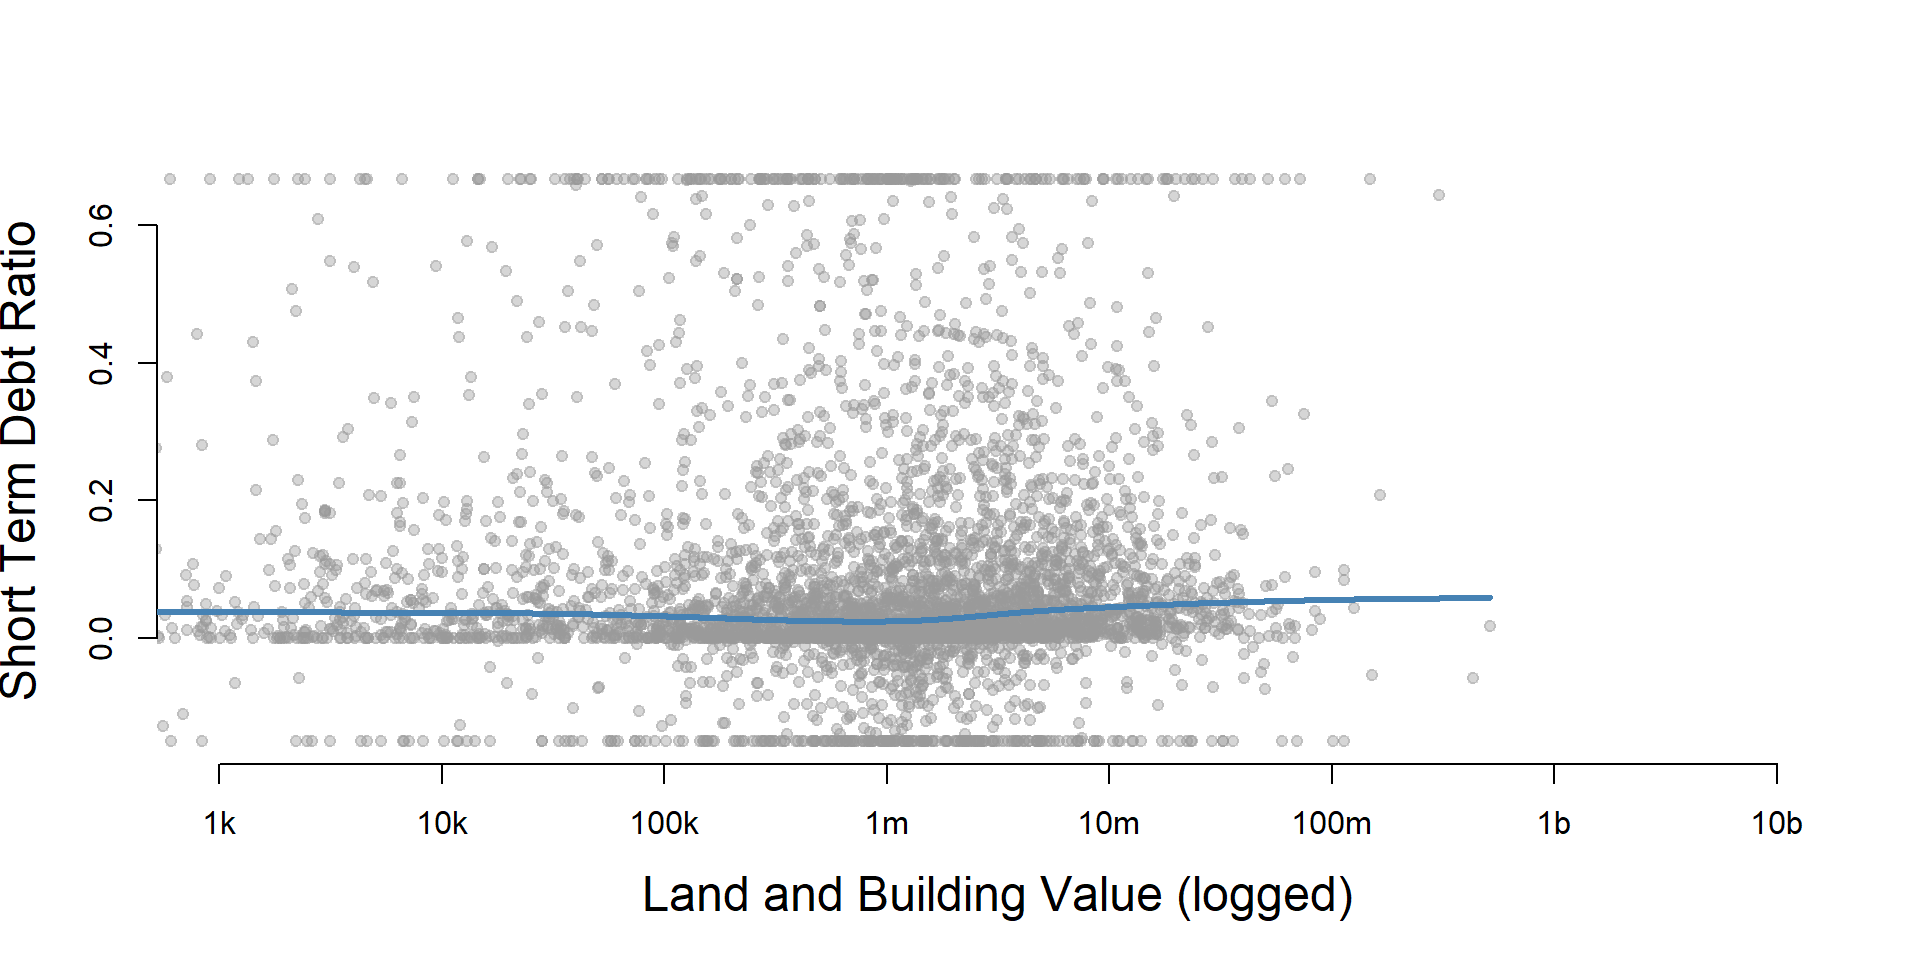 Short Term Debt Ratio
0.6
0.4
0.2
0.0
1k 10k 100k 1m 10m 100m 1b 10b
Land and Building Value (logged)